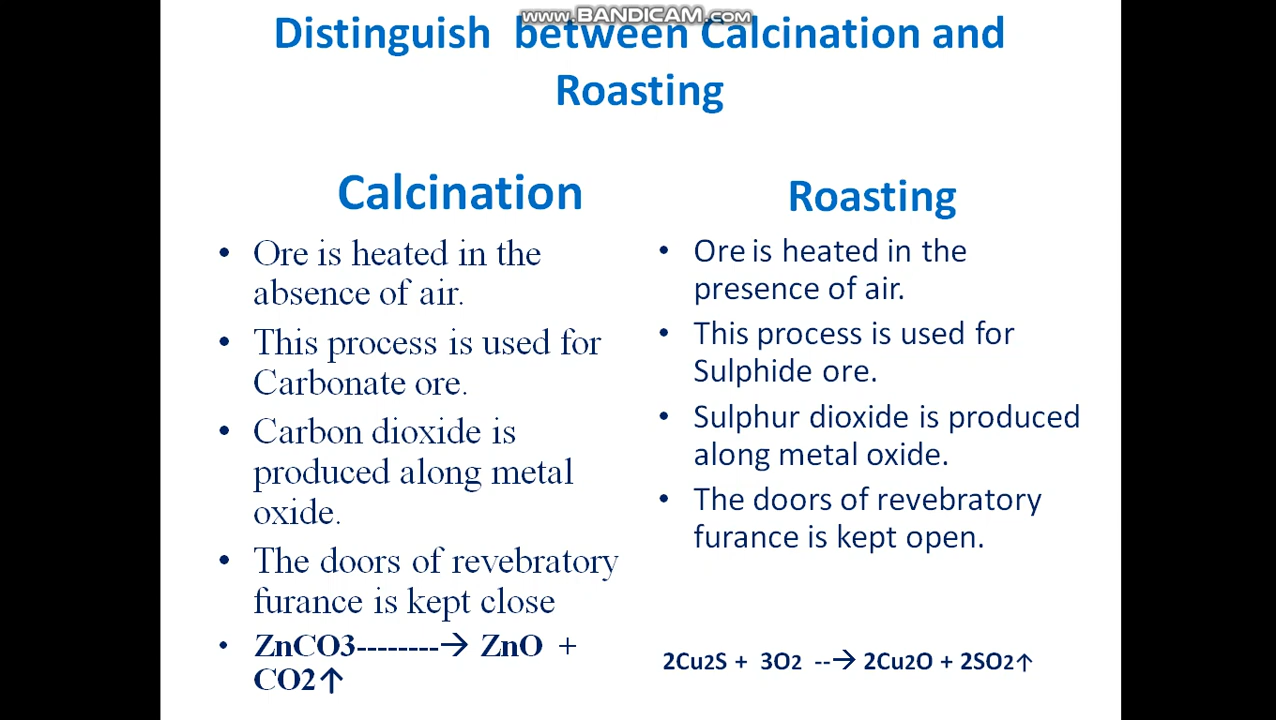 www.BANDICAM.com
Distinguish between Calcination and
Roasting
Calcination
• Ore is heated in the
absence of air.
• This process is used for
Carbonate ore.
• Carbon dioxide is
produced along metal
oxide.
• The doors of revebratory
furance is kept close
• ZnCO3--------→ ZnO +
CO2↑
Roasting
• Ore is heated in the
presence of air.
• This process is used for
Sulphide ore.
• Sulphur dioxide is produced
along metal oxide.
• The doors of revebratory
furance is kept open.
2Cu2S + 3O2 --→ 2Cu2O + 2SO2↑